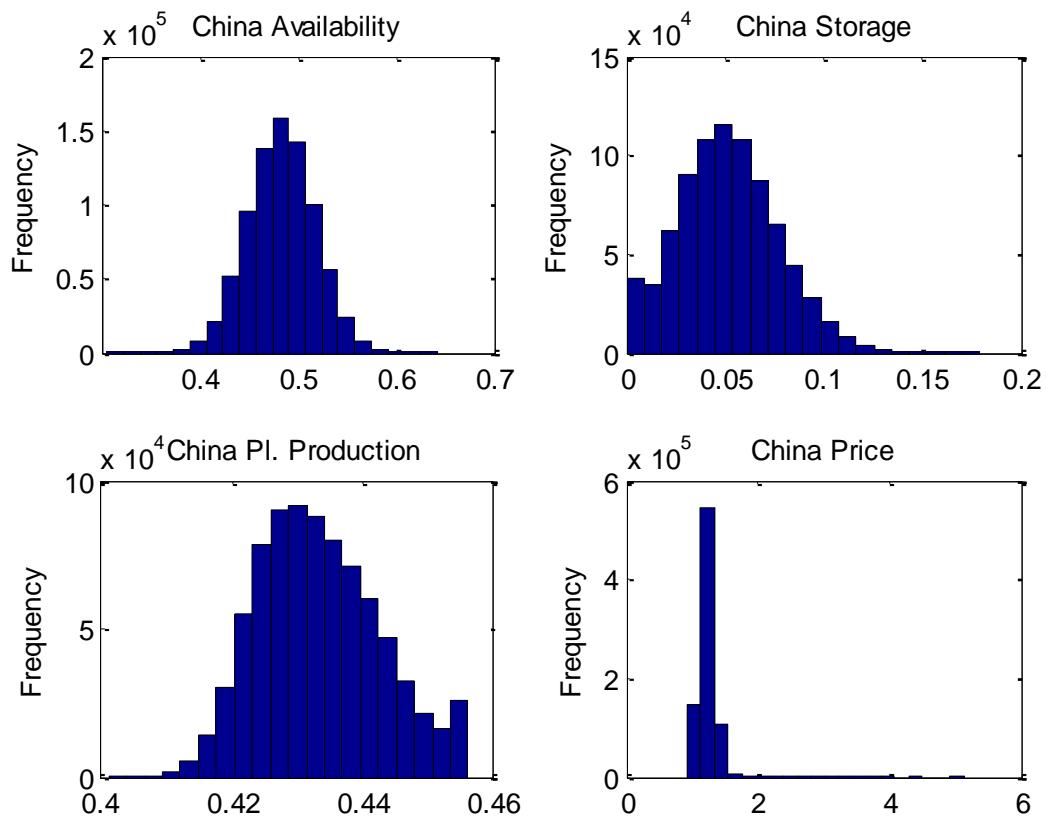 x 10^5 China Availability
2
1.5
1
0.5
0
Frequency
0.4 0.5 0.6 0.7
x 10^4 China Storage
15
10
5
0
Frequency
0 0.05 0.1 0.15 0.2
x 10^4 China Pl. Production
10
5
0
Frequency
0.4 0.42 0.44 0.46
x 10^5 China Price
6
4
2
0
Frequency
0 2 4 6